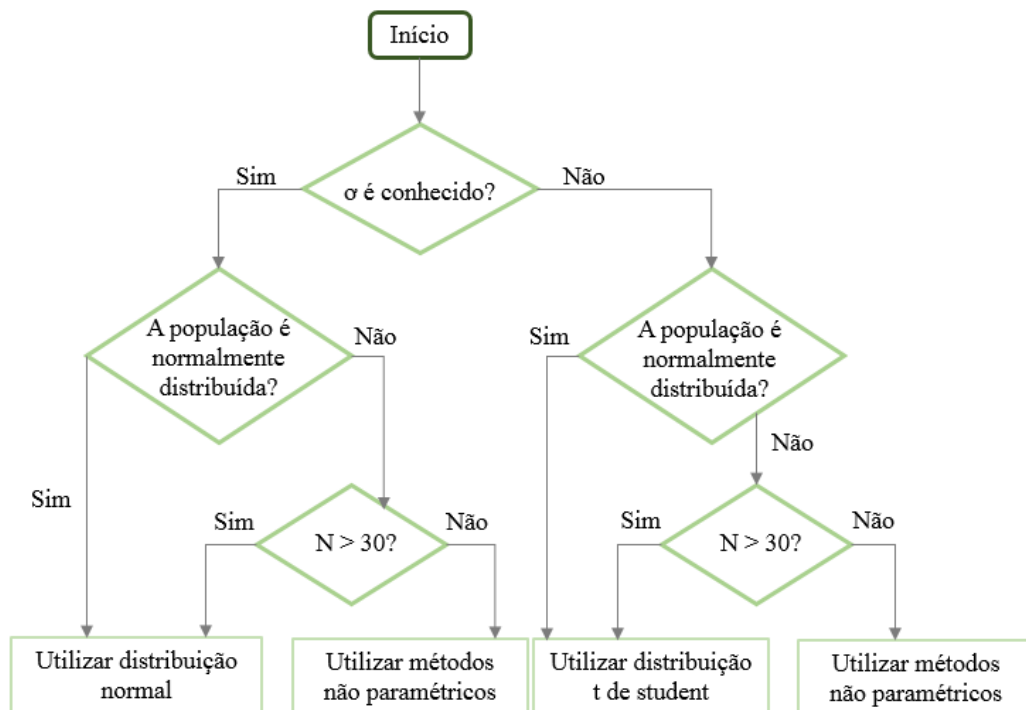 Início
σ é conhecido?
Sim
Não
A população é
normalmente
distribuída?
Não
Sim
A população é
normalmente
distribuída?
Sim
Não
N > 30?
Sim
Não
N > 30?
Sim
Não
Utilizar distribuição
normal
Utilizar métodos
não paramétricos
Utilizar distribuição
t de student
Utilizar métodos
não paramétricos